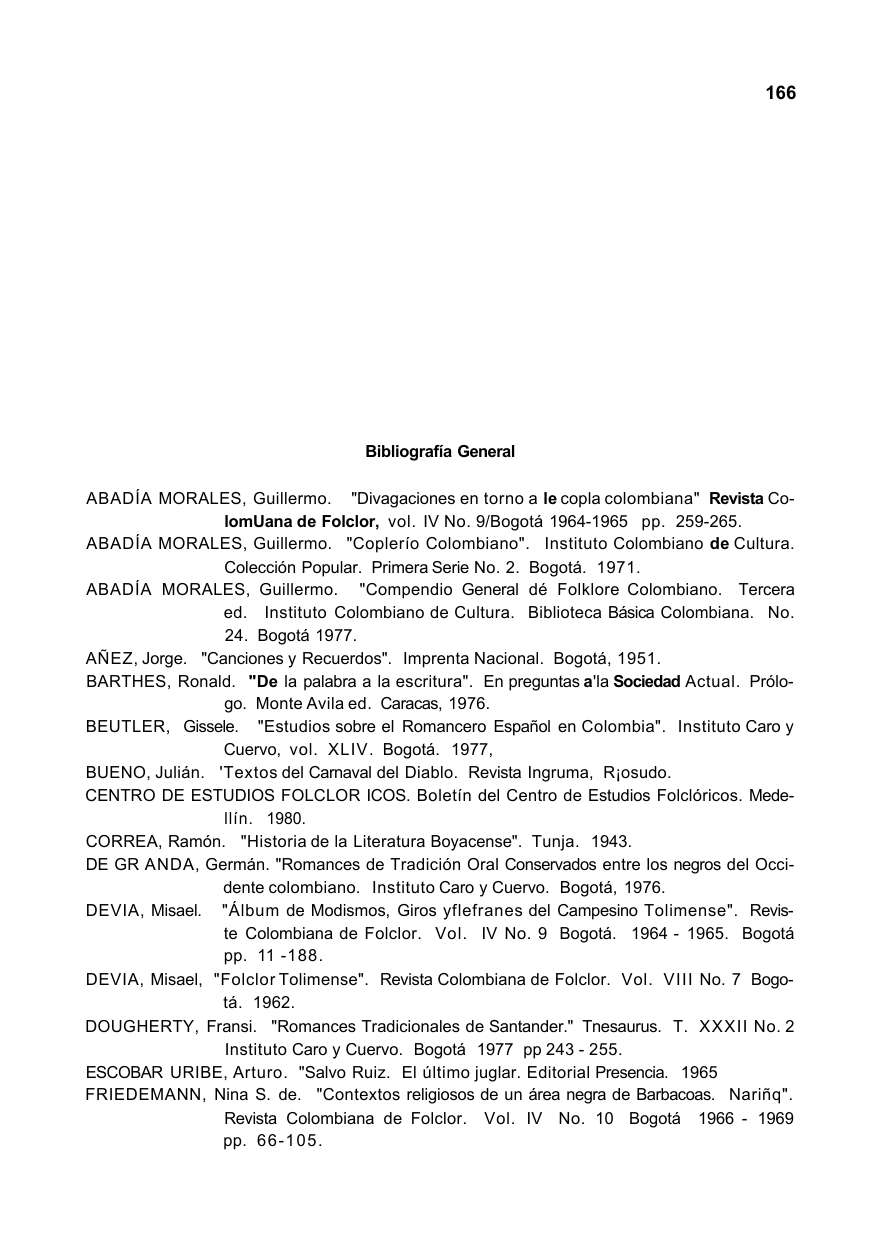 166
Bibliografía General
ABADÍA MORALES, Guillermo. "Divagaciones en torno a le copla colombiana" Revista Co-
lomUana de Folclor, vol. IV No. 9/Bogotá 1964-1965 pp. 259-265.
ABADÍA MORALES, Guillermo. "Coplerío Colombiano". Instituto Colombiano de Cultura.
Colección Popular. Primera Serie No. 2. Bogotá. 1971.
ABADÍA MORALES, Guillermo. "Compendio General dé Folklore Colombiano. Tercera
ed. Instituto Colombiano de Cultura. Biblioteca Básica Colombiana. No.
24. Bogotá 1977.
AÑEZ, Jorge. "Canciones y Recuerdos". Imprenta Nacional. Bogotá, 1951.
BARTHES, Ronald. "De la palabra a la escritura". En preguntas a'la Sociedad Actual. Prólo-
go. Monte Avila ed. Caracas, 1976.
BEUTLER, Gissele. "Estudios sobre el Romancero Español en Colombia". Instituto Caro y
Cuervo, vol. XLIV. Bogotá. 1977,
BUENO, Julián. 'Textos del Carnaval del Diablo. Revista Ingruma, R¡osudo.
CENTRO DE ESTUDIOS FOLCLOR ICOS. Boletín del Centro de Estudios Folclóricos. Mede-
llín. 1980.
CORREA, Ramón. "Historia de la Literatura Boyacense". Tunja. 1943.
DE GR ANDA, Germán. "Romances de Tradición Oral Conservados entre los negros del Occi-
dente colombiano. Instituto Caro y Cuervo. Bogotá, 1976.
DEVIA, Misael. "Álbum de Modismos, Giros yflefranes del Campesino Tolimense". Revis-
te Colombiana de Folclor. Vol. IV No. 9 Bogotá. 1964 - 1965. Bogotá
pp. 11 -188.
DEVIA, Misael, "Folclor Tolimense". Revista Colombiana de Folclor. Vol. VIII No. 7 Bogo-
tá. 1962.
DOUGHERTY, Fransi. "Romances Tradicionales de Santander." Tnesaurus. T. XXXII No. 2
Instituto Caro y Cuervo. Bogotá 1977 pp 243 - 255.
ESCOBAR URIBE, Arturo. "Salvo Ruiz. El último juglar. Editorial Presencia. 1965
FRIEDEMANN, Nina S. de. "Contextos religiosos de un área negra de Barbacoas. Nariñq".
Revista Colombiana de Folclor. Vol. IV No. 10 Bogotá 1966 - 1969
pp. 66-105.